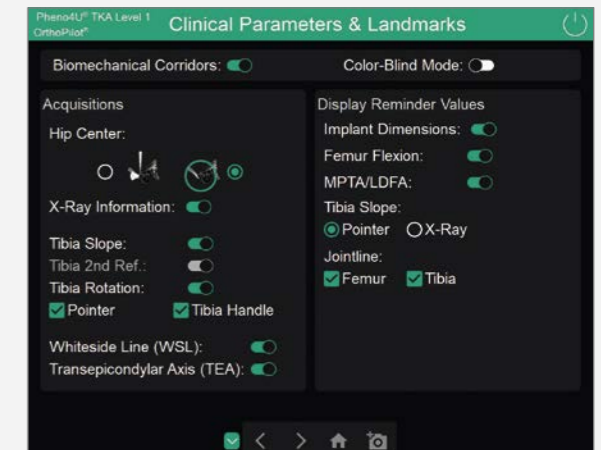 Pheno4U® TKA Level 1
OrthoPilot®
Clinical Parameters & Landmarks
Biomechanical Corridors:
Color-Blind Mode:
Acquisitions
Hip Center:
X-Ray Information:
Tibia Slope:
Tibia 2nd Ref.:
Tibia Rotation:
Pointer
Tibia Handle
Whiteside Line (WSL):
Transepicondylar Axis (TEA):
Display Reminder Values
Implant Dimensions:
Femur Flexion:
MPTA/LDFA:
Tibia Slope:
Pointer
X-Ray
Jointline:
Femur
Tibia